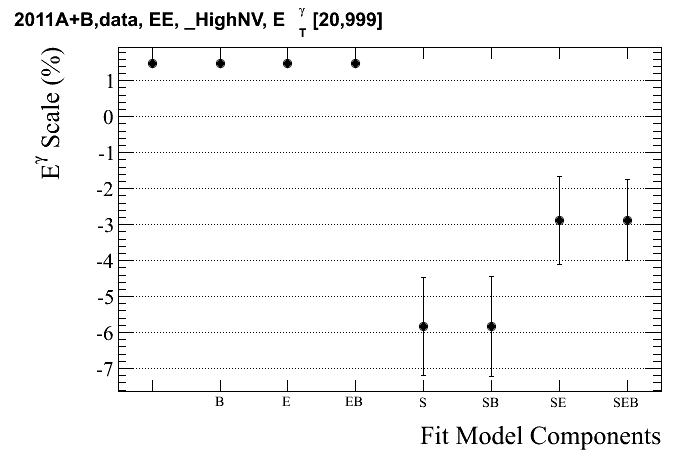 2011A+B,data, EE, _HighNV, E γ T [20,999]
E γ Scale (%)
1
0
-1
-2
-3
-4
-5
-6
-7
B E EB S SB SE SEB
Fit Model Components